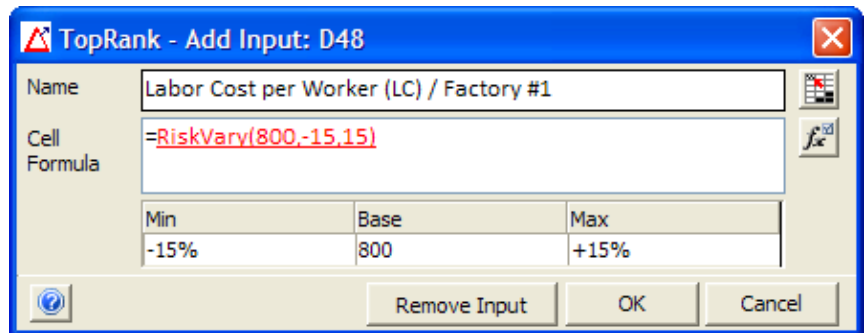 TopRank - Add Input: D48
Name
Labor Cost per Worker (LC) / Factory #1
Cell
Formula
=RiskVary(800,-15,15)
fx
Min Base Max
-15% 800 +15%
?
Remove Input OK Cancel